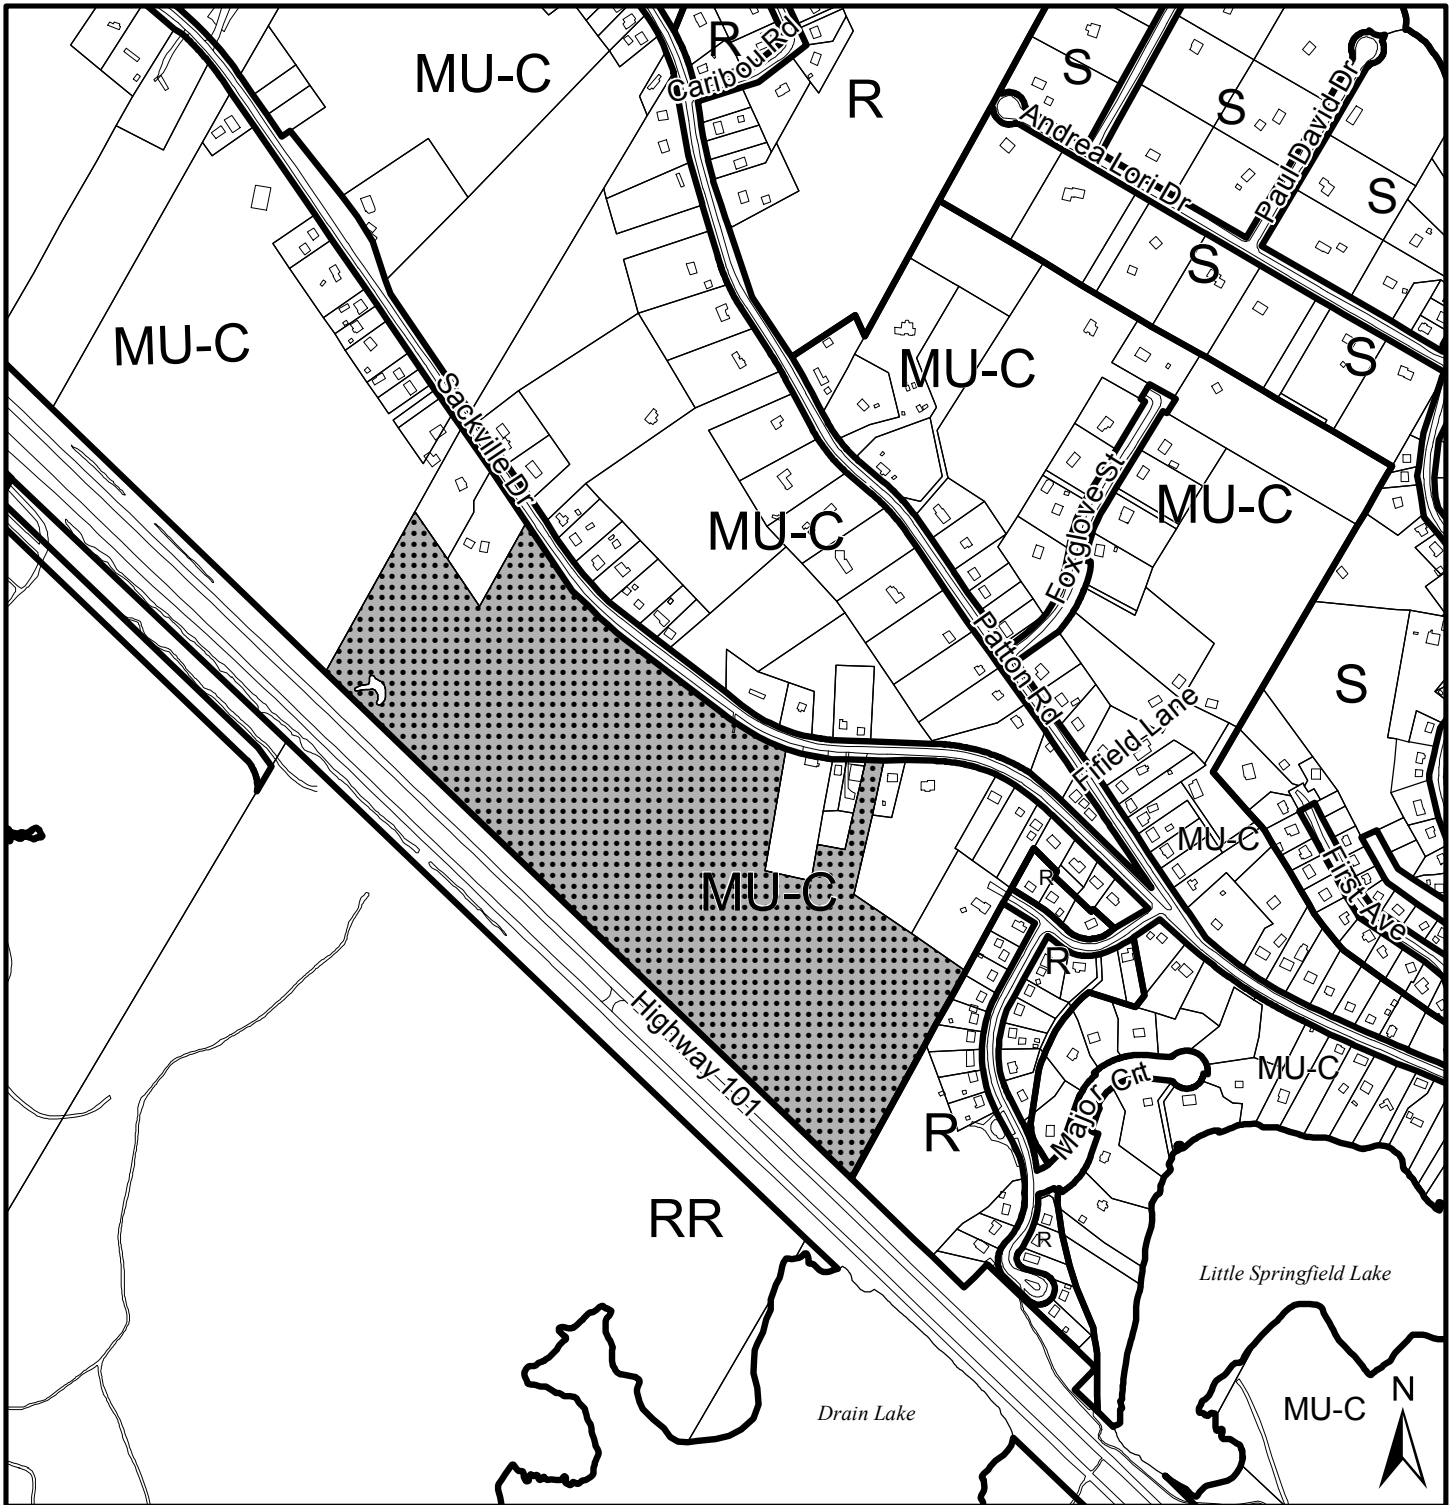 R
Caribou Rd
MU-C
R
S
S
Paul David Dr
Andrea Lori Dr
S
S
MU-C
MU-C
S
Sackville Dr
MU-C
Foxglove St
MU-C
Patton Rd
S
Fifield Lane
MU-C
First Ave
R
MU-C
R
Highway 101
MU-C
Major Crt
R
RR
R
Little Springfield Lake
N
MU-C
Drain Lake